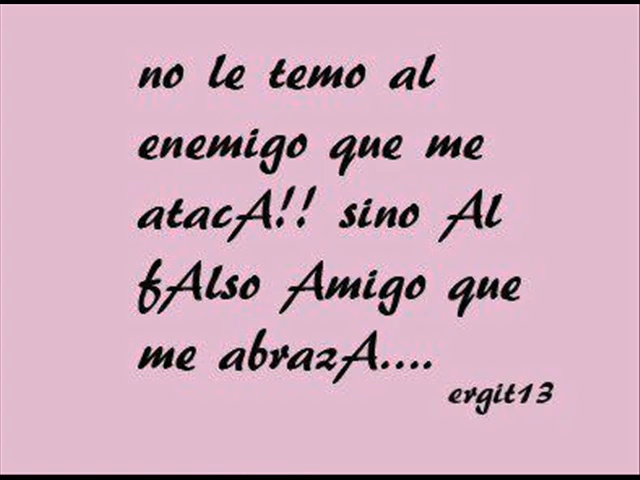 no le temo al
enemigo que me
atacA!! sino Al
fAlso Amigo que
me abrazA....
ergit13